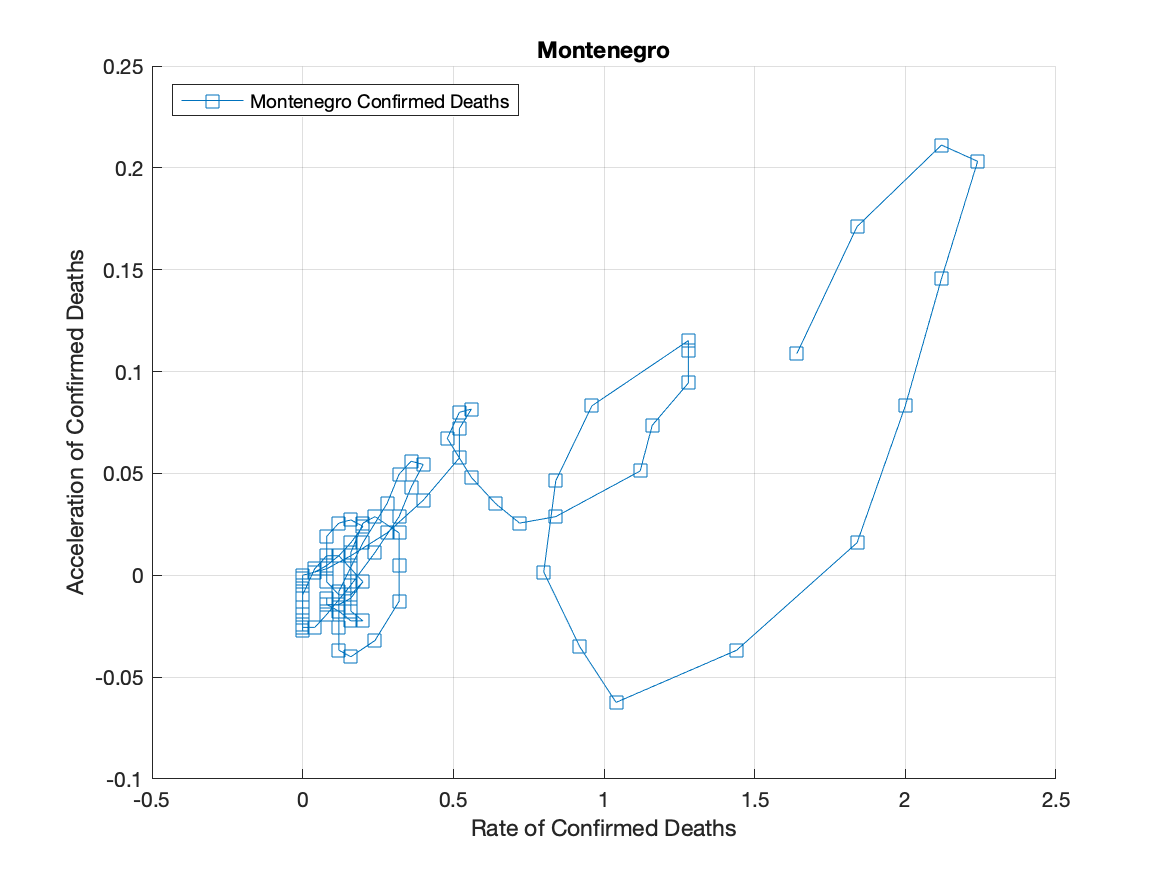 Montenegro
0.25
Montenegro Confirmed Deaths
0.2
0.15
0.1
0.05
0
-0.05
-0.1
Acceleration of Confirmed Deaths
-0.5 0 0.5 1 1.5 2 2.5
Rate of Confirmed Deaths